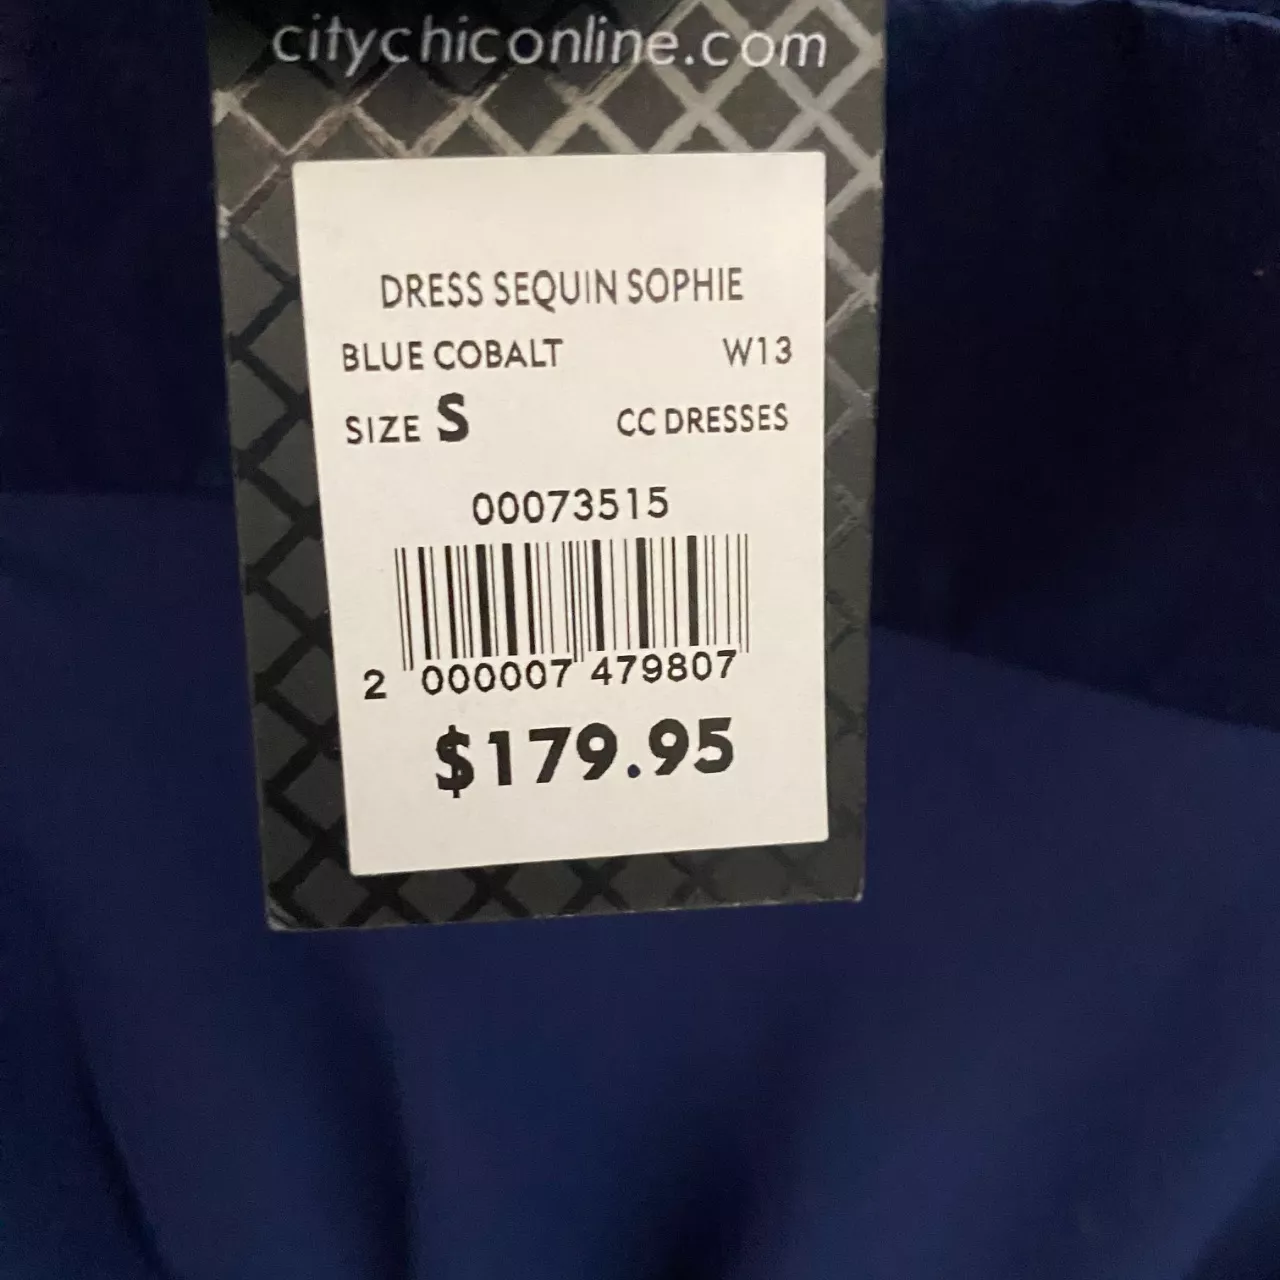 citychiconline.com
DRESS SEQUIN SOPHIE
BLUE COBALT W13
SIZE S CC DRESSES
00073515
2 000007 479807
$179.95